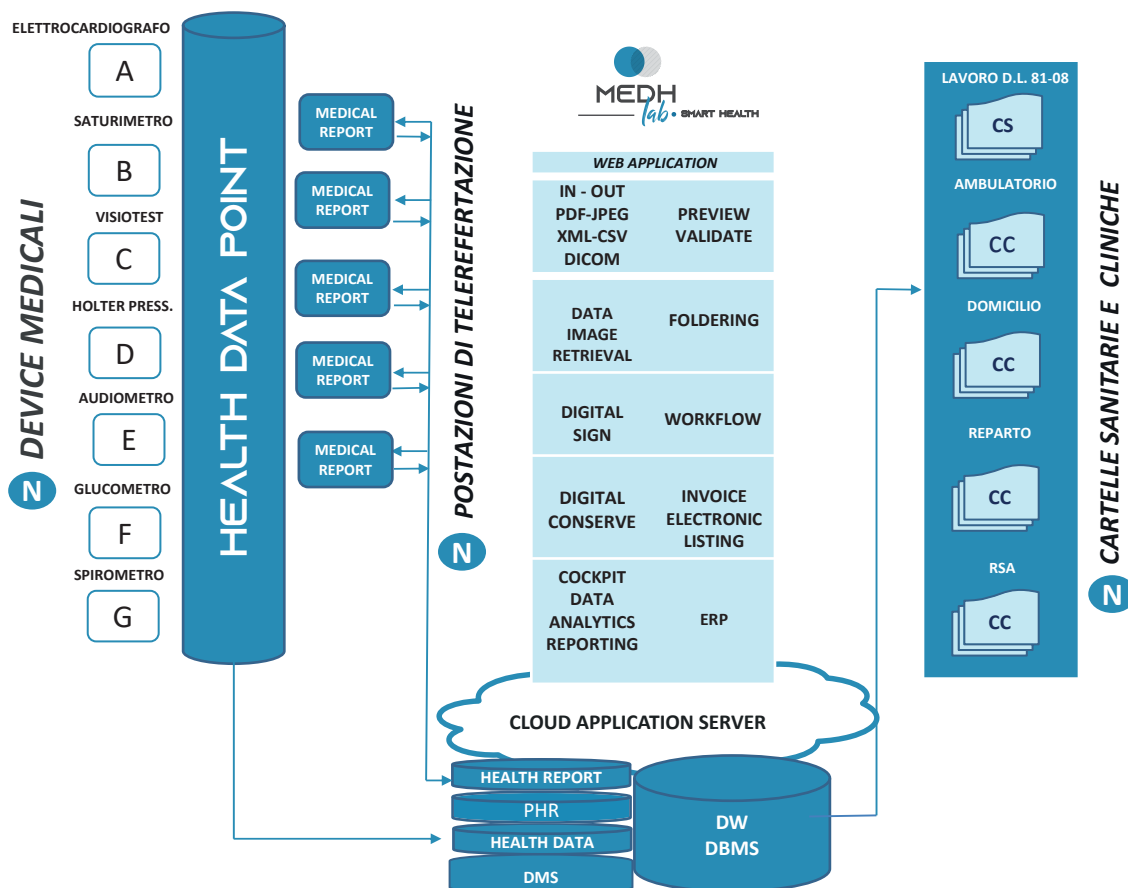 DEVICE MEDICALI
N
ELETTROCARDIOGRAFO
A
SATURIMETRO
B
VISIOTEST
C
HOLTER PRESS.
D
AUDIOMETRO
E
GLUCOMETRO
F
SPIROMETRO
G
HEALTH DATA POINT
MEDICAL
REPORT
MEDICAL
REPORT
MEDICAL
REPORT
MEDICAL
REPORT
MEDICAL
REPORT
POSTAZIONI DI TELEREFERTAZIONE
N
MEDH
lab. SMART HEALTH
WEB APPLICATION
IN - OUT
PDF-JPEG
XML-CSV
DICOM
PREVIEW
VALIDATE
DATA
IMAGE
RETRIEVAL
FOLDERING
DIGITAL
SIGN
WORKFLOW
DIGITAL
CONSERVE
INVOICE
ELECTRONIC
LISTING
COCKPIT
DATA
ANALYTICS
REPORTING
ERP
CLOUD APPLICATION SERVER
HEALTH REPORT
PHR
HEALTH DATA
DMS
DW
DBMS
LAVORO D.L. 81-08
CS
AMBULATORIO
CC
DOMICILIO
CC
REPARTO
CC
RSA
CC
CARTELLE SANITARIE E CLINICHE
N